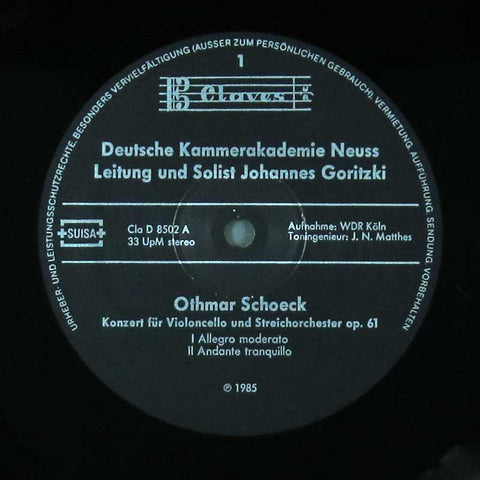 URHEBER- UND LEISTUNGSSCHUTZRECHTE, BESONDERS VERVIELFÄLTIGUNG (AUSSER ZUM PERSÖNLICHEN GEBRAUCH), VERMIETUNG, AUFFÜHRUNG, SENDUNG VORBEHALTEN
1
Claves
Deutsche Kammerakademie Neuss
Leitung und Solist Johannes Goritzki
SUISA
Cla D 8502 A
33 UpM stereo
Aufnahme: WDR Köln
Toningenieur: J. N. Matthes
Othmar Schoeck
Konzert für Violoncello und Streichorchester op. 61
I Allegro moderato
II Andante tranquillo
℗ 1985